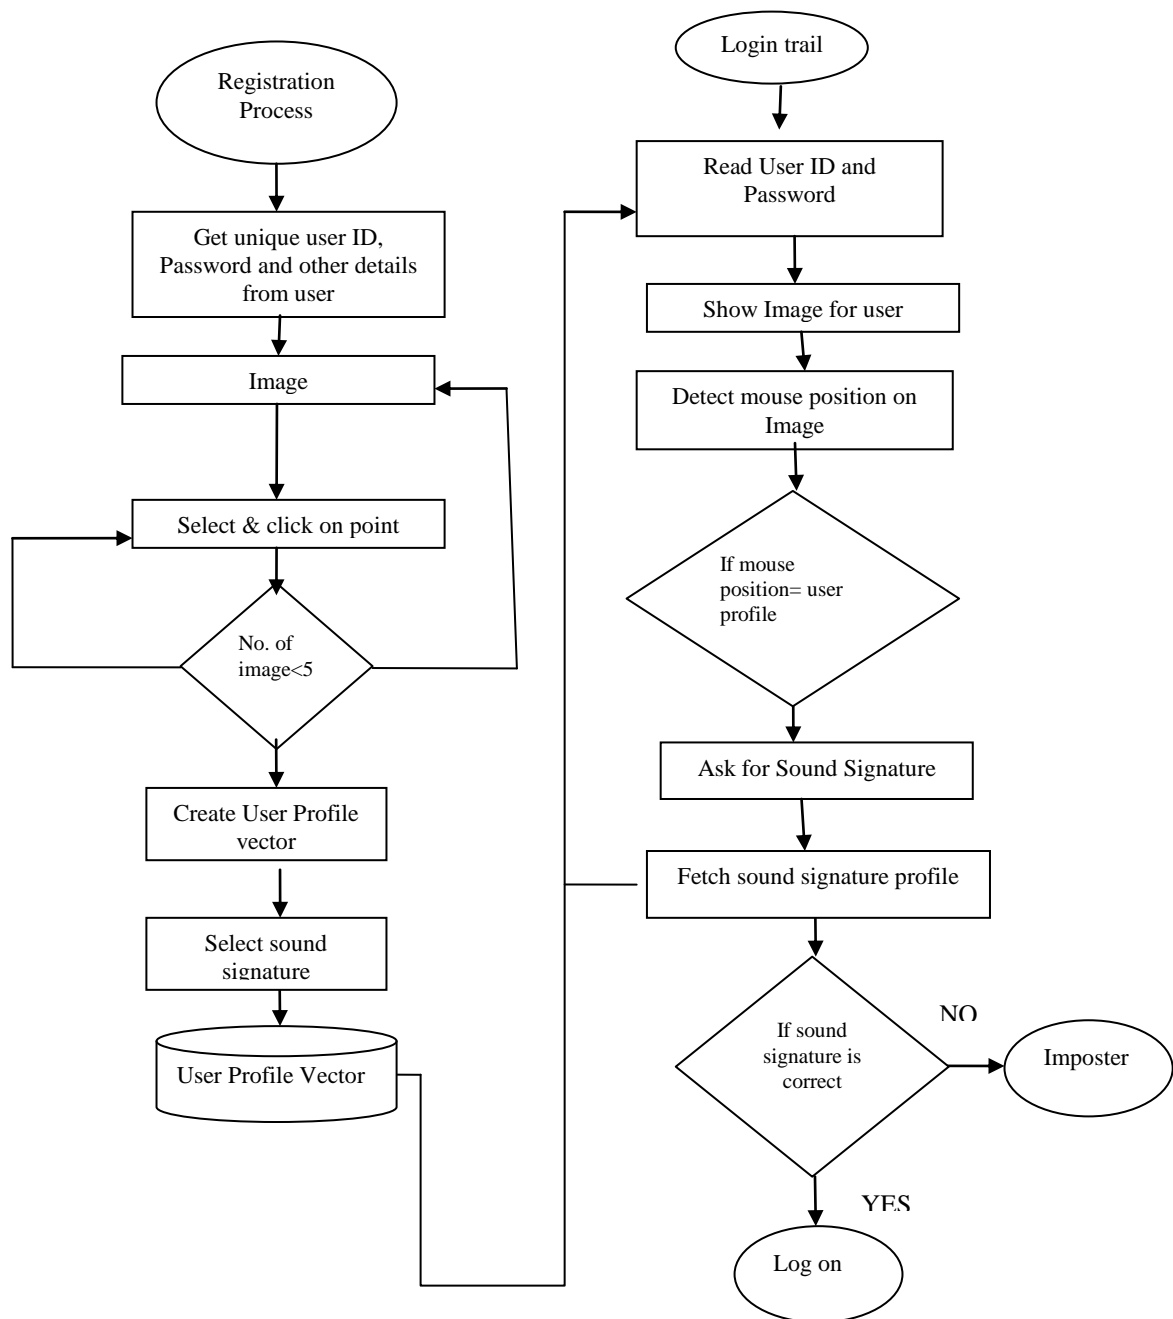 Registration
Process
Get unique user ID,
Password and other details
from user
Image
Select & click on point
No. of
image<5
Create User Profile
vector
Select sound
signature
User Profile Vector
Login trail
Read User ID and
Password
Show Image for user
Detect mouse position on
Image
If mouse
position= user
profile
Ask for Sound Signature
Fetch sound signature profile
If sound
signature is
correct
NO
Imposter
YES
Log on